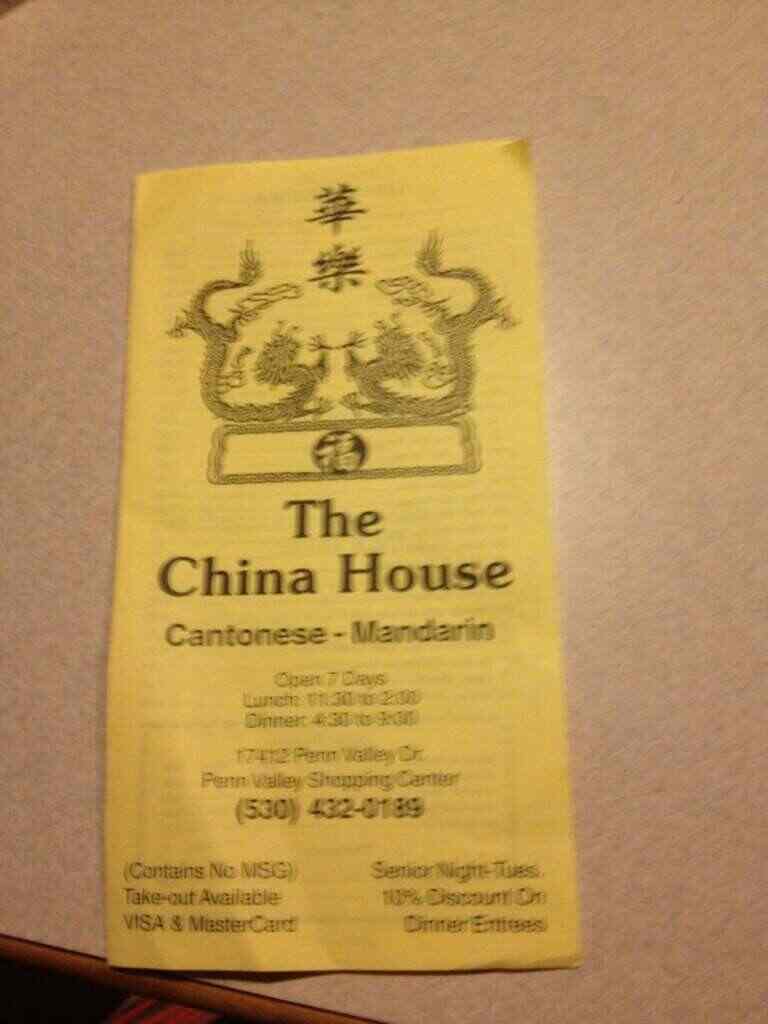 華
樂
福
The
China House
Cantonese - Mandarin
Open 7 Days
Lunch: 11:30 to 2:00
Dinner: 4:30 to 9:00
17412 Penn Valley Dr.
Penn Valley Shopping Center
(530) 432-0189
(Contains No MSG)
Take-out Available
VISA & MasterCard
Senior Night-Tues.
10% Discount On
Dinner Entrees